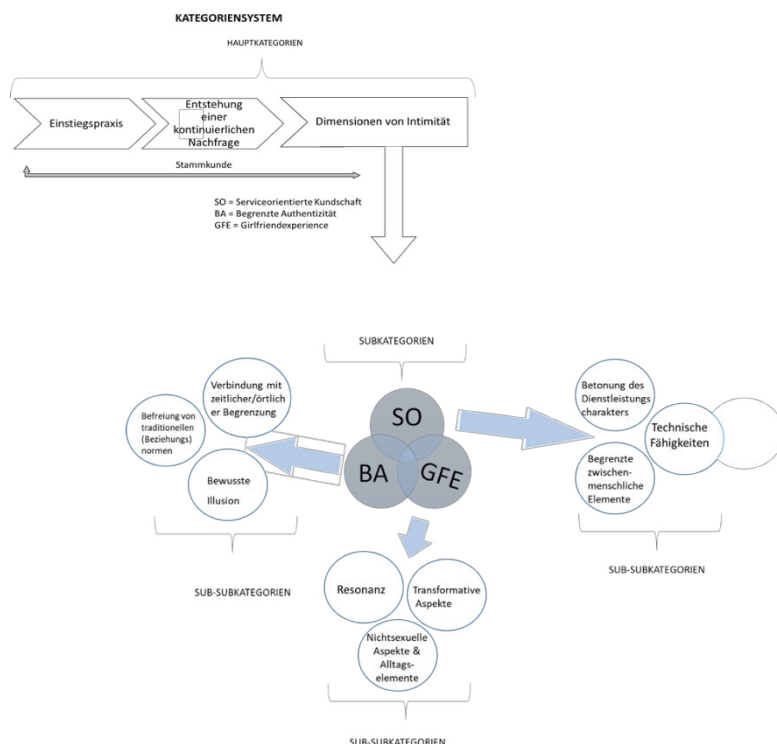 KATEGORIENSYSTEM
HAUPTKATEGORIEN
Einstiegspraxis
Entstehung
einer
kontinuierlichen
Nachfrage
Dimensionen von Intimität
Stammkunde
SO = Serviceorientierte Kundschaft
BA = Begrenzte Authentizität
GFE = Girlfriendexperience
SUBKATEGORIEN
Verbindung mit
zeitlicher/örtlich
er Begrenzung
Befreiung von
traditionellen
(Beziehungs)
normen
Bewusste
Illusion
SUB-SUBKATEGORIEN
SO
BA
GFE
Betonung des
Dienstleistungs
charakters
Technische
Fähigkeiten
Begrenzte
zwischen-
menschliche
Elemente
SUB-SUBKATEGORIEN
Resonanz
Transformative
Aspekte
Nichtsexuelle
Aspekte &
Alltags-
elemente
SUB-SUBKATEGORIEN